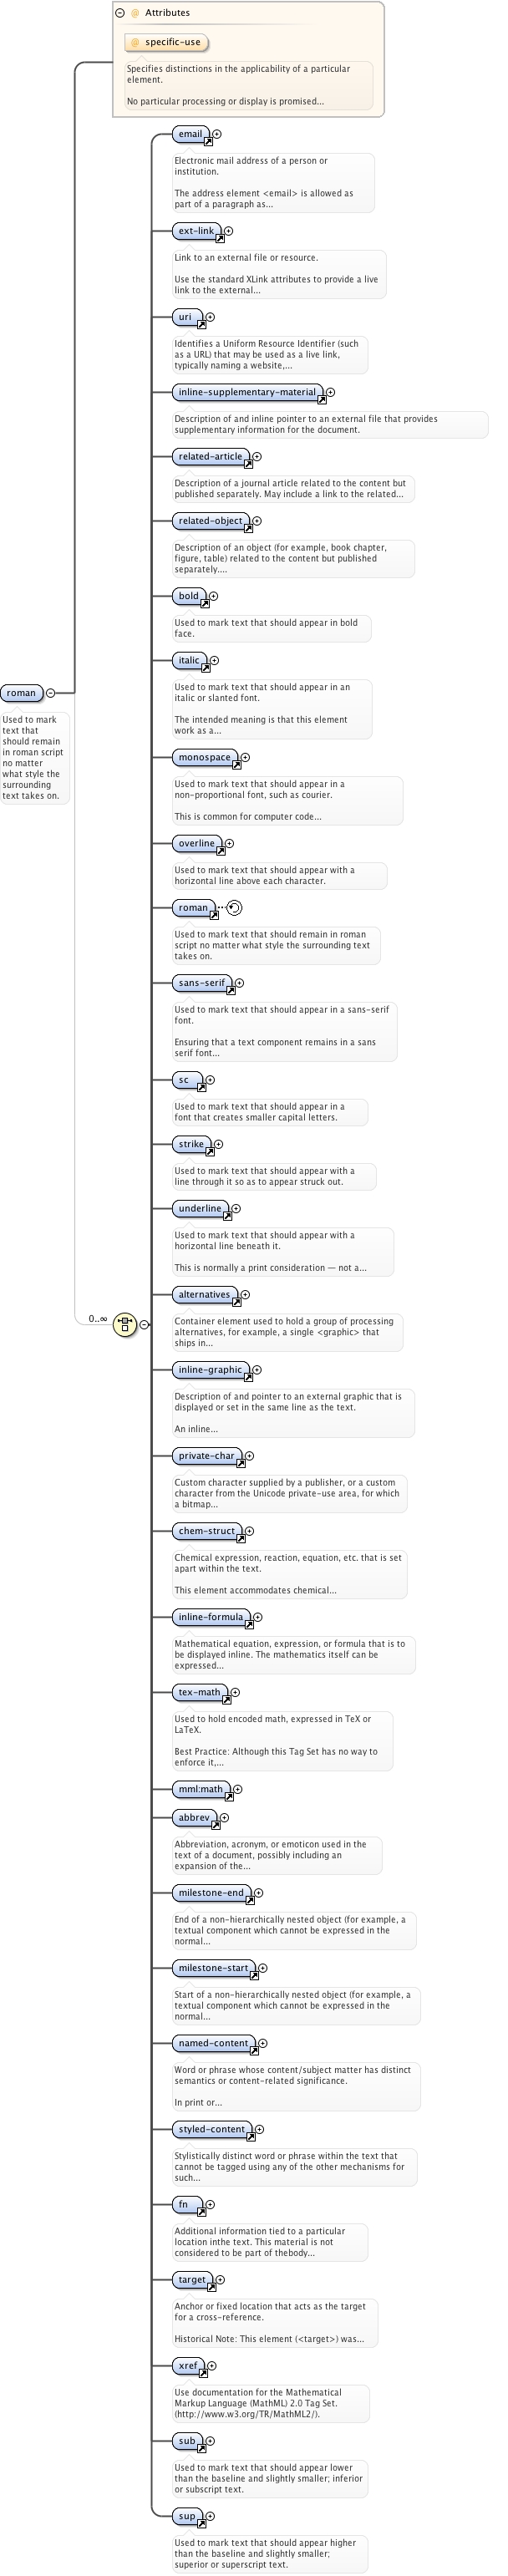 Attributes
@ specific-use
Specifies distinctions in the applicability of a particular
element.
No particular processing or display is promised...
email
Electronic mail address of a person or
institution.
The address element <email> is allowed as
part of a paragraph as...
ext-link
Link to an external file or resource.
Use the standard XLink attributes to provide a live
link to the external...
uri
Identifies a Uniform Resource Identifier (such
as a URL) that may be used as a live link,
typically naming a website,...
inline-supplementary-material
Description of and inline pointer to an external file that provides
supplementary information for the document.
related-article
Description of a journal article related to the content but
published separately. May include a link to the related...
related-object
Description of an object (for example, book chapter,
figure, table) related to the content but published
separately....
bold
Used to mark text that should appear in bold
face.
italic
Used to mark text that should appear in an
italic or slanted font.
The intended meaning is that this element
work as a...
roman
Used to mark
text that
should remain
in roman script
no matter
what style the
surrounding
text takes on.
monospace
Used to mark text that should appear in a
non-proportional font, such as courier.
This is common for computer code...
overline
Used to mark text that should appear with a
horizontal line above each character.
roman
Used to mark text that should remain in roman
script no matter what style the surrounding text
takes on.
sans-serif
Used to mark text that should appear in a sans-serif
font.
Ensuring that a text component remains in a sans
serif font...
sc
Used to mark text that should appear in a
font that creates smaller capital letters.
strike
Used to mark text that should appear with a
line through it so as to appear struck out.
underline
Used to mark text that should appear with a
horizontal line beneath it.
This is normally a print consideration — not a...
alternatives
0..∞
Container element used to hold a group of processing
alternatives, for example, a single <graphic> that
ships in...
inline-graphic
Description of and pointer to an external graphic that is
displayed or set in the same line as the text.
An inline...
private-char
Custom character supplied by a publisher, or a custom
character from the Unicode private-use area, for which
a bitmap...
chem-struct
Chemical expression, reaction, equation, etc. that is set
apart within the text.
This element accommodates chemical...
inline-formula
Mathematical equation, expression, or formula that is to
be displayed inline. The mathematics itself can be
expressed...
tex-math
Used to hold encoded math, expressed in TeX or
LaTeX.
Best Practice: Although this Tag Set has no way to
enforce it,...
mml:math
abbrev
Abbreviation, acronym, or emoticon used in the
text of a document, possibly including an
expansion of the...
milestone-end
End of a non-hierarchically nested object (for example, a
textual component which cannot be expressed in the
normal...
milestone-start
Start of a non-hierarchically nested object (for example, a
textual component which cannot be expressed in the
normal...
named-content
Word or phrase whose content/subject matter has distinct
semantics or content-related significance.
In print or...
styled-content
Stylistically distinct word or phrase within the text that
cannot be tagged using any of the other mechanisms for
such...
fn
Additional information tied to a particular
location inthe text. This material is not
considered to be part of thebody...
target
Anchor or fixed location that acts as the target
for a cross-reference.
Historical Note: This element (<target>) was...
xref
Use documentation for the Mathematical
Markup Language (MathML) 2.0 Tag Set.
(http://www.w3.org/TR/MathML2/).
sub
Used to mark text that should appear lower
than the baseline and slightly smaller; inferior
or subscript text.
sup
Used to mark text that should appear higher
than the baseline and slightly smaller;
superior or superscript text.